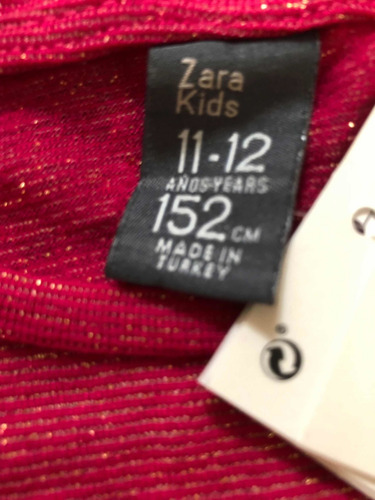 Zara
Kids
11-12
AÑOS-YEARS
152 CM
MADE IN
TURKEY